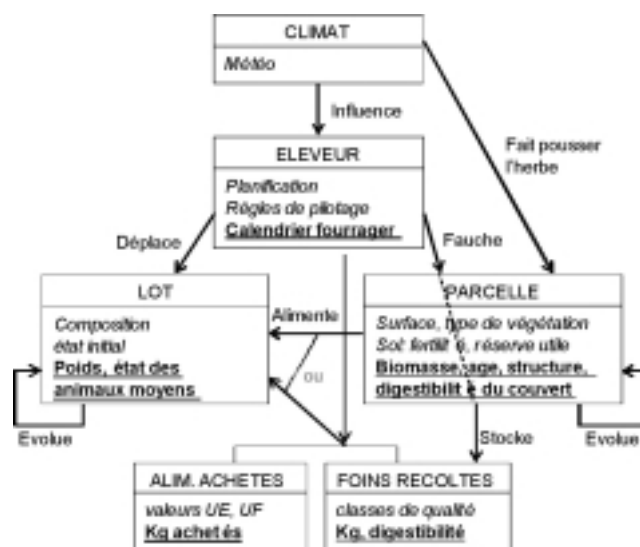 CLIMAT
Météo
Influence
Fait pousser
l'herbe
ELEVEUR
Planification
Règles de pilotage
Calendrier fourrager
Déplace
Fauche
LOT
Composition
état initial
Poids, état des
animaux moyens
Alimente
ou
PARCELLE
Surface, type de végétation
Sol: fertilité, réserve utile
Biomasse, age, structure,
digestibilité du couvert
Evolue
Stocke
Evolue
ALIM. ACHETES
valeurs UE, UF
Kg achetés
FOINS RECOLTES
classes de qualité
Kg, digestibilité